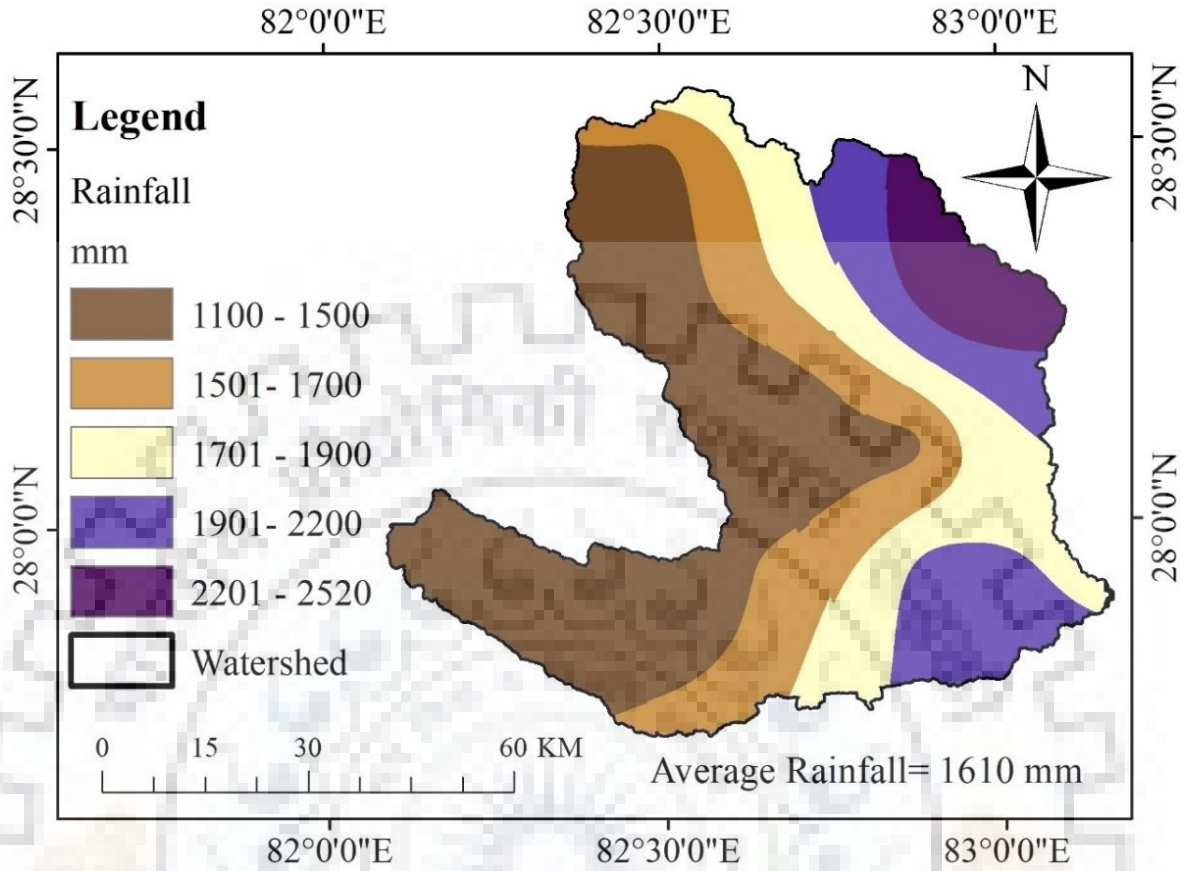 82°0'0"E 82°30'0"E 83°0'0"E
N
28°30'0"N
28°30'0"N
Legend
Rainfall
mm
1100 - 1500
1501- 1700
1701 - 1900
1901- 2200
2201 - 2520
Watershed
28°0'0"N
28°0'0"N
0 15 30 60 KM
Average Rainfall= 1610 mm
82°0'0"E 82°30'0"E 83°0'0"E